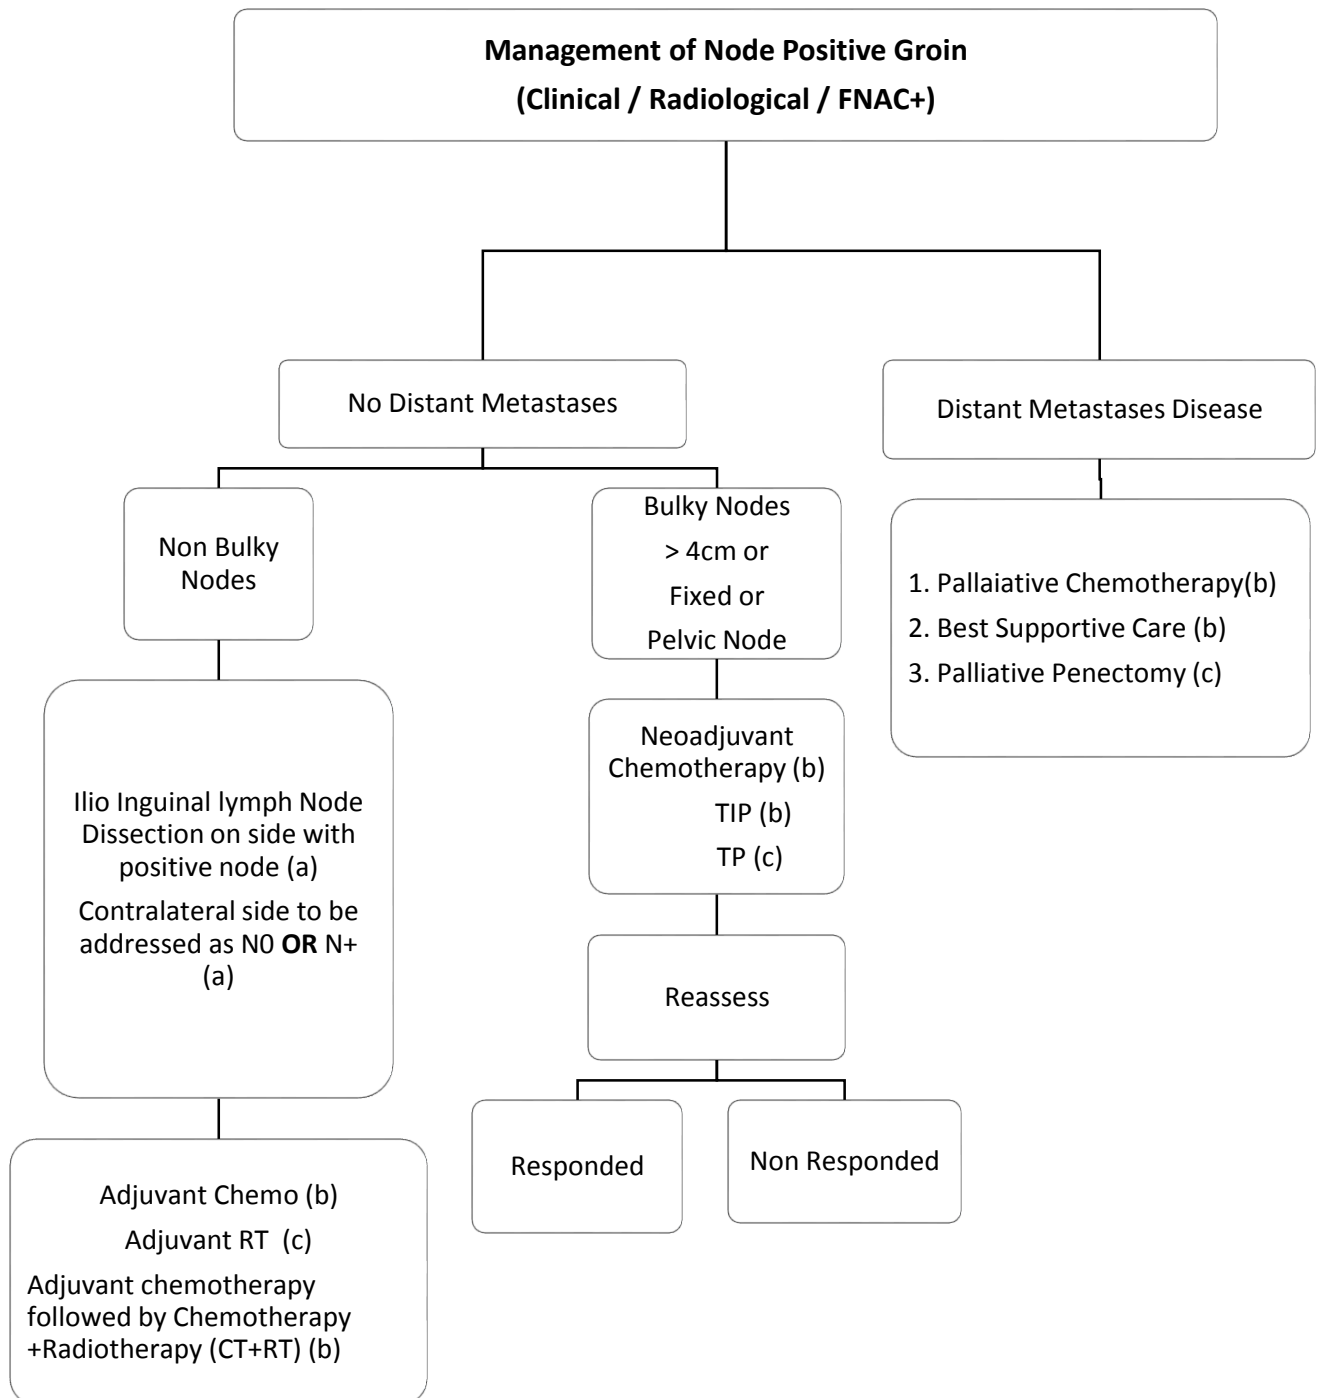 Management of Node Positive Groin
(Clinical / Radiological / FNAC+)
No Distant Metastases
Distant Metastases Disease
Non Bulky
Nodes
Bulky Nodes
> 4cm or
Fixed or
Pelvic Node
1. Pallaiative Chemotherapy(b)
2. Best Supportive Care (b)
3. Palliative Penectomy (c)
Ilio Inguinal lymph Node
Dissection on side with
positive node (a)
Contralateral side to be
addressed as N0 OR N+
(a)
Neoadjuvant
Chemotherapy (b)
TIP (b)
TP (c)
Reassess
Responded
Non Responded
Adjuvant Chemo (b)
Adjuvant RT (c)
Adjuvant chemotherapy
followed by Chemotherapy
+Radiotherapy (CT+RT) (b)